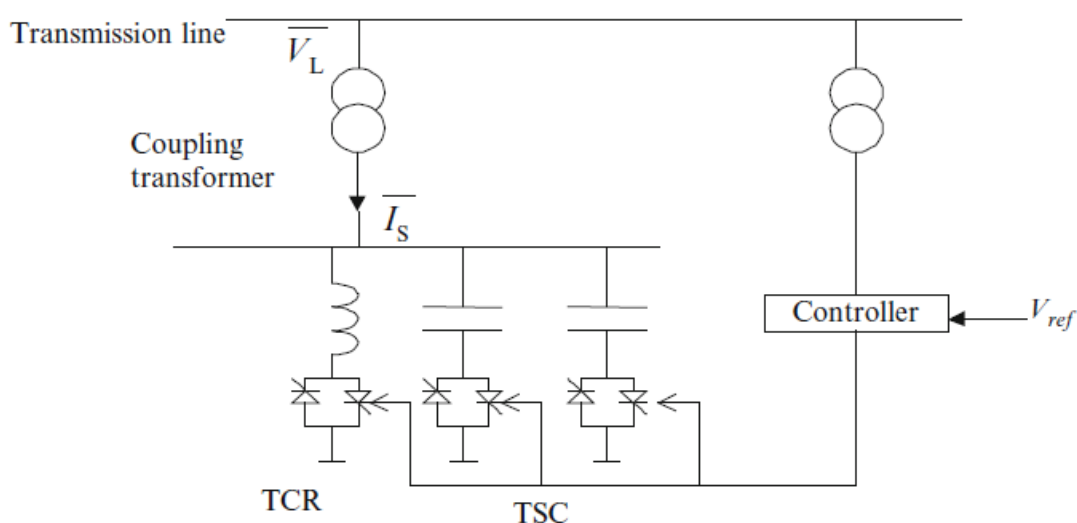 Transmission line
V_L
Coupling
transformer
I_S
Controller
V_ref
TCR
TSC